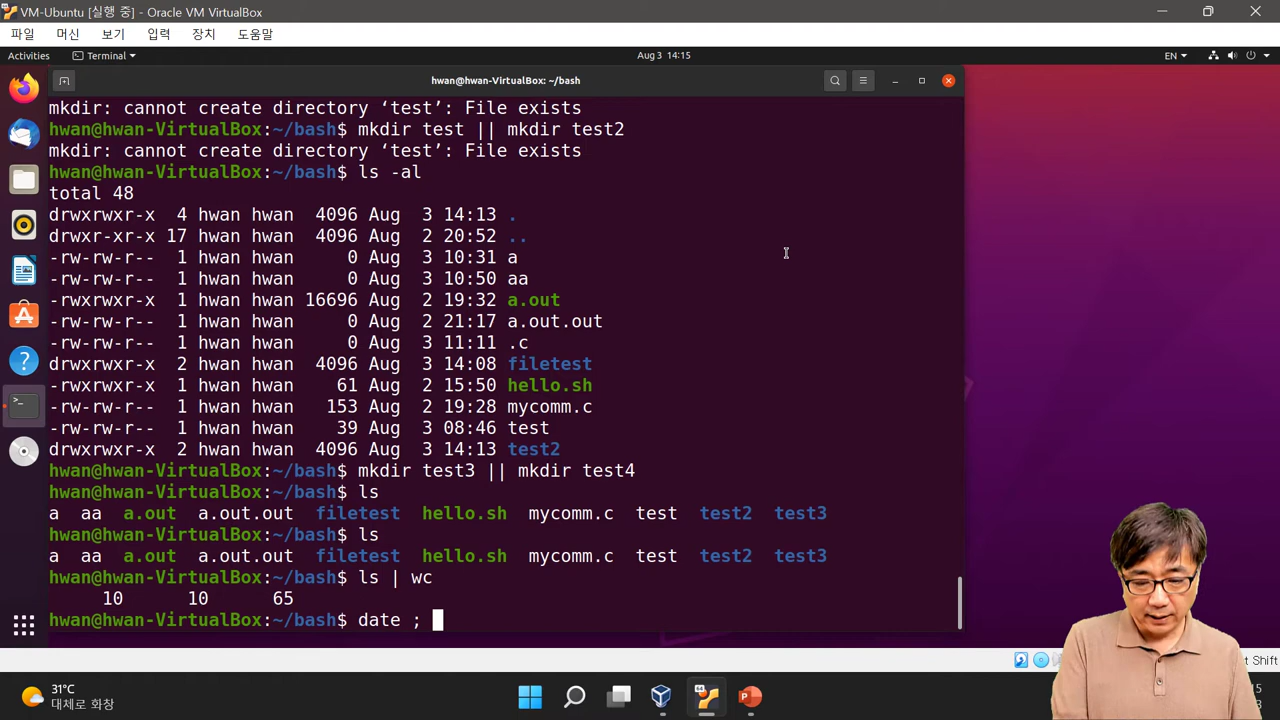 VM-Ubuntu [실행 중] - Oracle VM VirtualBox
파일 머신 보기 입력 장치 도움말
Activities Terminal Aug 3 14:15 EN
hwan@hwan-VirtualBox: ~/bash
mkdir: cannot create directory ‘test’: File exists
hwan@hwan-VirtualBox:~/bash$ mkdir test || mkdir test2
mkdir: cannot create directory ‘test’: File exists
hwan@hwan-VirtualBox:~/bash$ ls -al
total 48
drwxrwxr-x 4 hwan hwan 4096 Aug 3 14:13 .
drwxr-xr-x 17 hwan hwan 4096 Aug 2 20:52 ..
-rw-rw-r-- 1 hwan hwan 0 Aug 3 10:31 a
-rw-rw-r-- 1 hwan hwan 0 Aug 3 10:50 aa
-rwxrwxr-x 1 hwan hwan 16696 Aug 2 19:32 a.out
-rw-rw-r-- 1 hwan hwan 0 Aug 2 21:17 a.out.out
-rw-rw-r-- 1 hwan hwan 0 Aug 3 11:11 .c
drwxrwxr-x 2 hwan hwan 4096 Aug 3 14:08 filetest
-rwxrwxr-x 1 hwan hwan 61 Aug 2 15:50 hello.sh
-rw-rw-r-- 1 hwan hwan 153 Aug 2 19:28 mycomm.c
-rw-rw-r-- 1 hwan hwan 39 Aug 3 08:46 test
drwxrwxr-x 2 hwan hwan 4096 Aug 3 14:13 test2
hwan@hwan-VirtualBox:~/bash$ mkdir test3 || mkdir test4
hwan@hwan-VirtualBox:~/bash$ ls
a aa a.out a.out.out filetest hello.sh mycomm.c test test2 test3
hwan@hwan-VirtualBox:~/bash$ ls
a aa a.out a.out.out filetest hello.sh mycomm.c test test2 test3
hwan@hwan-VirtualBox:~/bash$ ls | wc
10 10 65
hwan@hwan-VirtualBox:~/bash$ date ;
Shift
31°C
대체로 화창